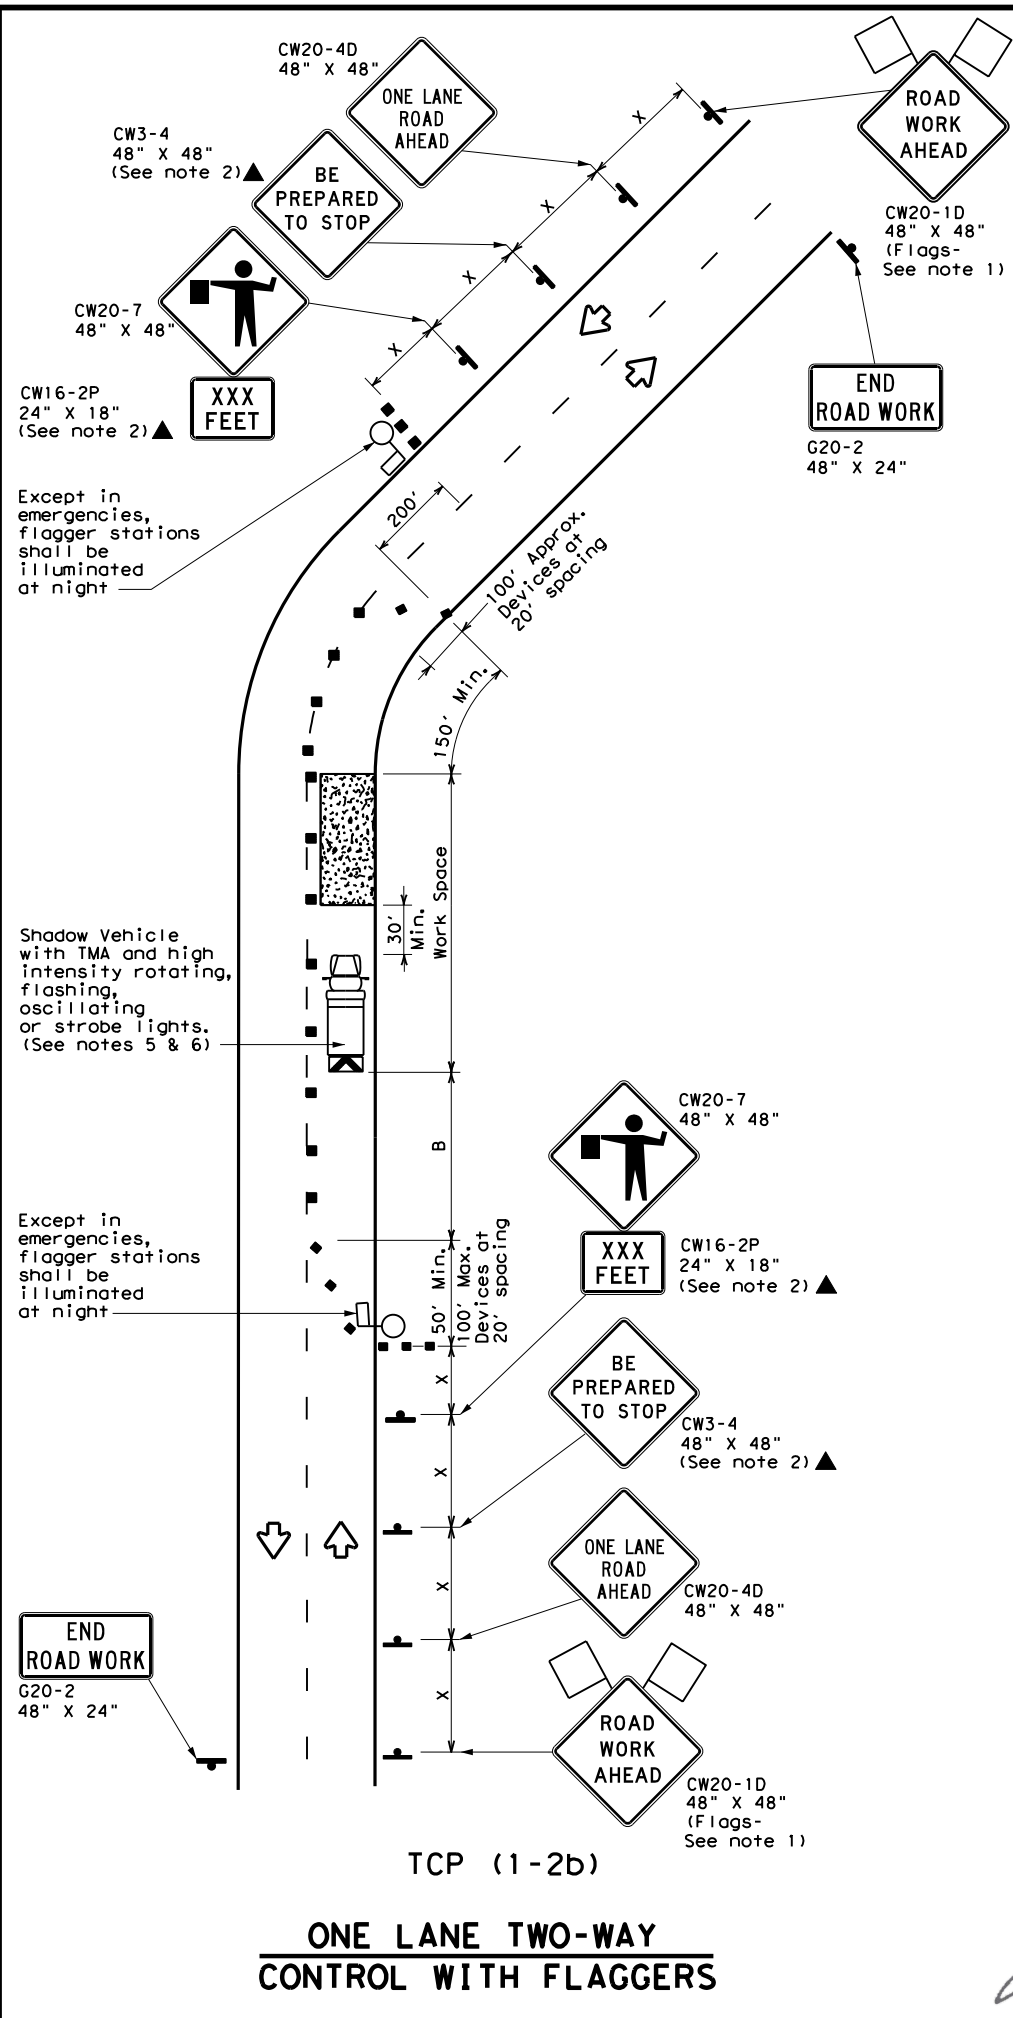 CW20-4D
48" X 48"
ONE LANE
ROAD
AHEAD
ROAD
WORK
AHEAD
CW20-1D
48" X 48"
(Flags-
See note 1)
CW3-4
48" X 48"
(See note 2)
BE
PREPARED
TO STOP
X
X
X
X
CW20-7
48" X 48"
CW16-2P
24" X 18"
(See note 2)
XXX
FEET
END
ROAD WORK
G20-2
48" X 24"
Except in
emergencies,
flagger stations
shall be
illuminated
at night
200'
100' Approx.
Devices at
20' spacing
150' Min.
Work Space
30'
Min.
Shadow Vehicle
with TMA and high
intensity rotating,
flashing,
oscillating
or strobe lights.
(See notes 5 & 6)
B
CW20-7
48" X 48"
XXX
FEET
CW16-2P
24" X 18"
(See note 2)
Except in
emergencies,
flagger stations
shall be
illuminated
at night
50' Min.
100' Max.
Devices at
20' spacing
X
BE
PREPARED
TO STOP
CW3-4
48" X 48"
(See note 2)
X
ONE LANE
ROAD
AHEAD
CW20-4D
48" X 48"
X
END
ROAD WORK
G20-2
48" X 24"
X
ROAD
WORK
AHEAD
CW20-1D
48" X 48"
(Flags-
See note 1)
TCP (1-2b)
ONE LANE TWO-WAY
CONTROL WITH FLAGGERS